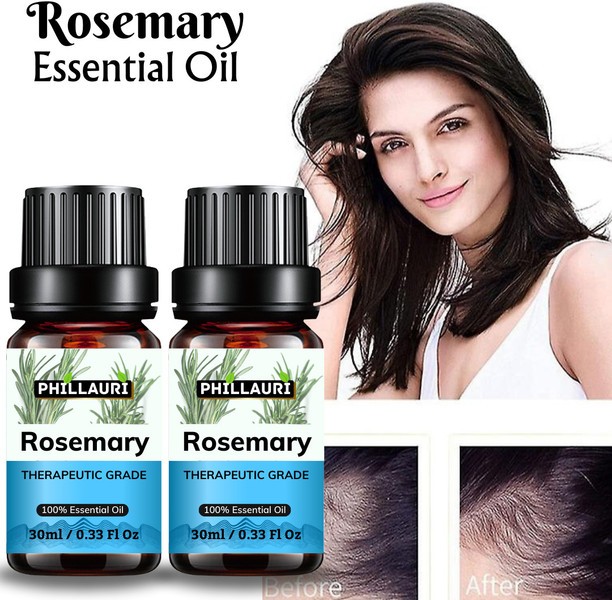 Rosemary
Essential Oil
PHILLAURI
Rosemary
THERAPEUTIC GRADE
100% Essential Oil
30ml / 0.33 Fl Oz
PHILLAURI
Rosemary
THERAPEUTIC GRADE
100% Essential Oil
30ml / 0.33 Fl Oz
Before
After